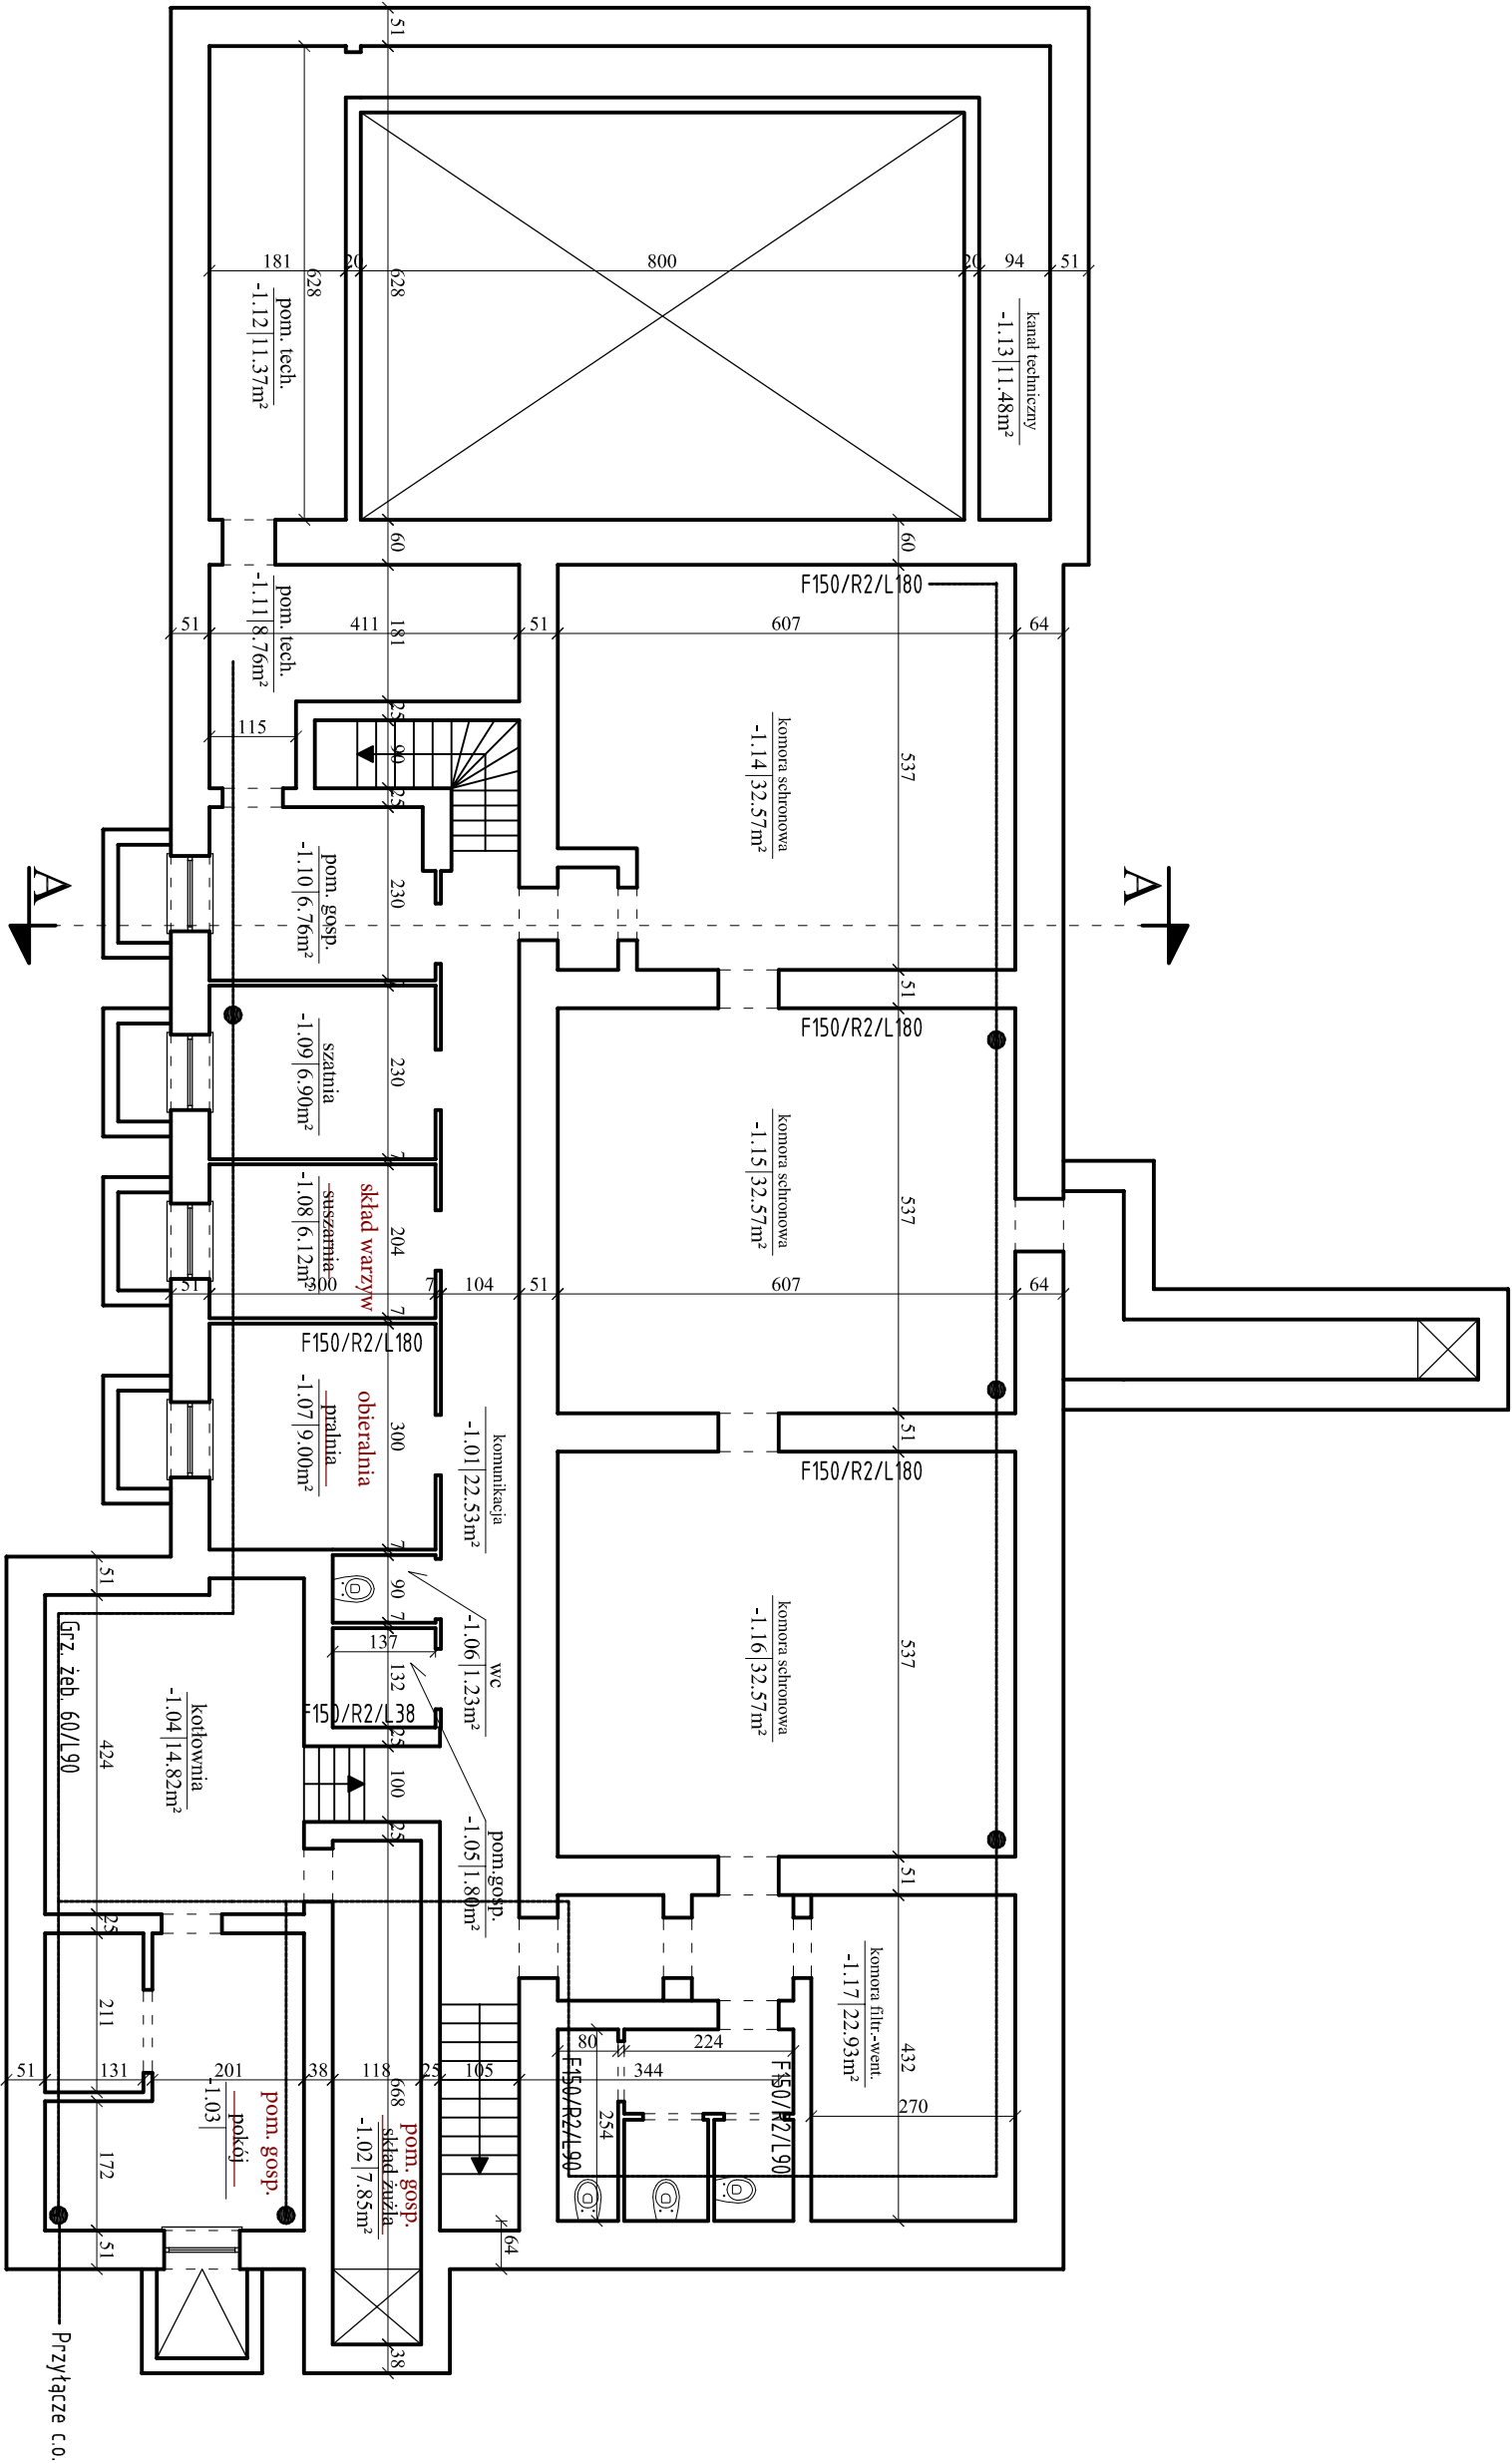 kanał techniczny
-1.13|11.48m²
pom. tech.
-1.12|11.37m²
51
628
628
181
20
800
20
94
51
60
60
pom. tech.
-1.11|8.76m²
F150/R2/L180
51
411
181
51
607
64
115
25
90
25
komora schronowa
-1.14|32.57m²
537
A
A
pom. gosp.
-1.10|6.76m²
230
51
F150/R2/L180
szatnia
-1.09|6.90m²
230
7
komora schronowa
-1.15|32.57m²
537
skład warzyw
suszarnia
-1.08|6.12m²
204
51
300
7
104
51
607
64
7
F150/R2/L180
obieralnia
pralnia
-1.07|9.00m²
300
7
51
F150/R2/L180
komunikacja
-1.01|22.53m²
51
90
7
wc
-1.06|1.23m²
137
132
komora schronowa
-1.16|32.57m²
537
Grz. żeb. 60/L90
kotłownia
-1.04|14.82m²
424
F150/R2/L38
25
100
25
pom.gosp.
-1.05|1.80m²
51
25
komora filtr.-went.
-1.17|22.93m²
432
211
80
224
51
131
201
38
118
668
25
105
344
F150/R2/L90
F150/R2/L90
254
270
pom. gosp.
pokój
-1.03
pom. gosp.
skład żużla
-1.02|7.85m²
172
51
64
38
Przyłącze c.o.